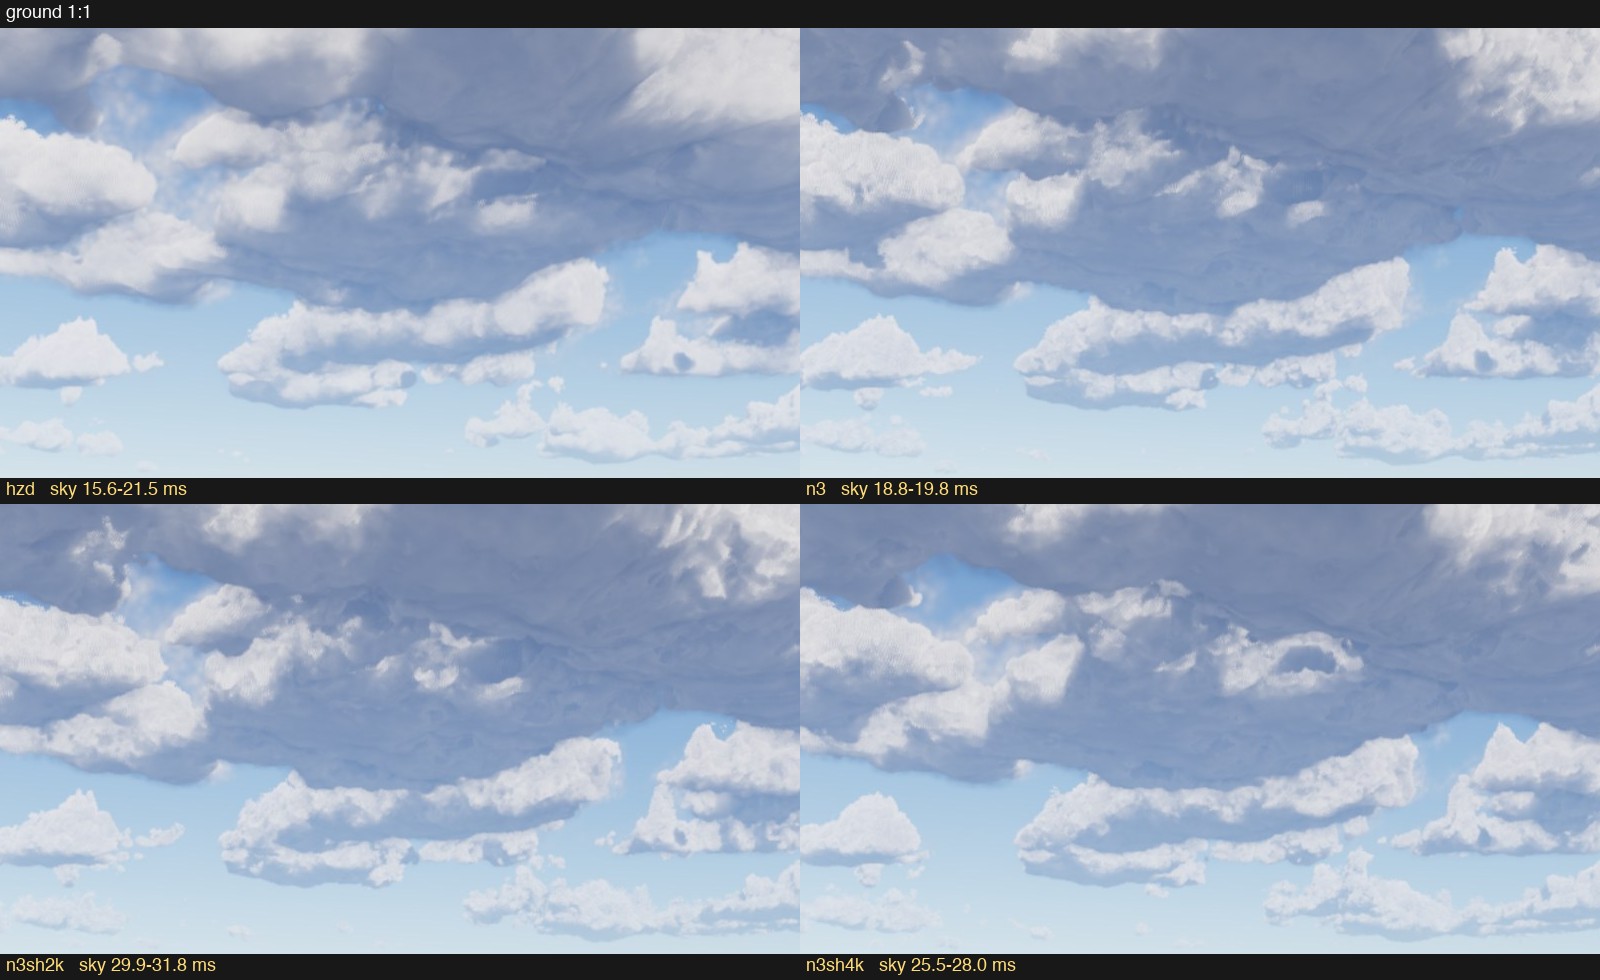 ground 1:1
hzd sky 15.6-21.5 ms
n3 sky 18.8-19.8 ms
n3sh2k sky 29.9-31.8 ms
n3sh4k sky 25.5-28.0 ms